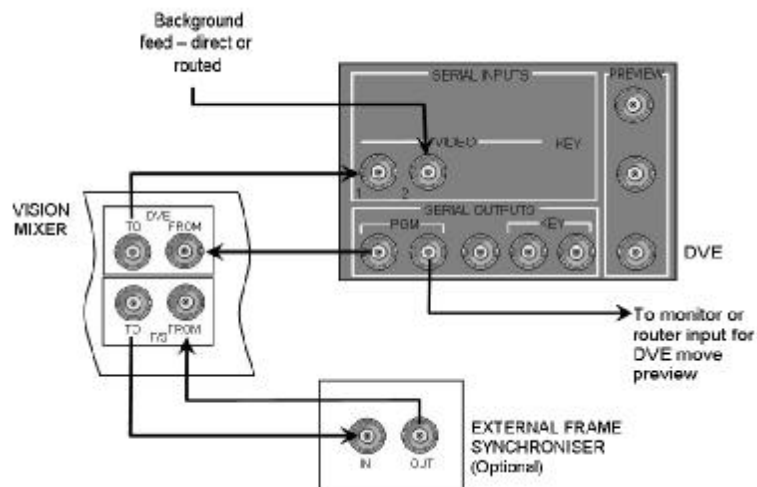 Background
feed – direct or
routed
SERIAL INPUTS
PREVIEW
VIDEO
KEY
1
2
VISION
MIXER
DVE
TO
FROM
SERIAL OUTPUTS
PGM
KEY
DVE
TO
FROM
F/S
To monitor or
router input for
DVE move
preview
IN
OUT
EXTERNAL FRAME
SYNCHRONISER
(Optional)